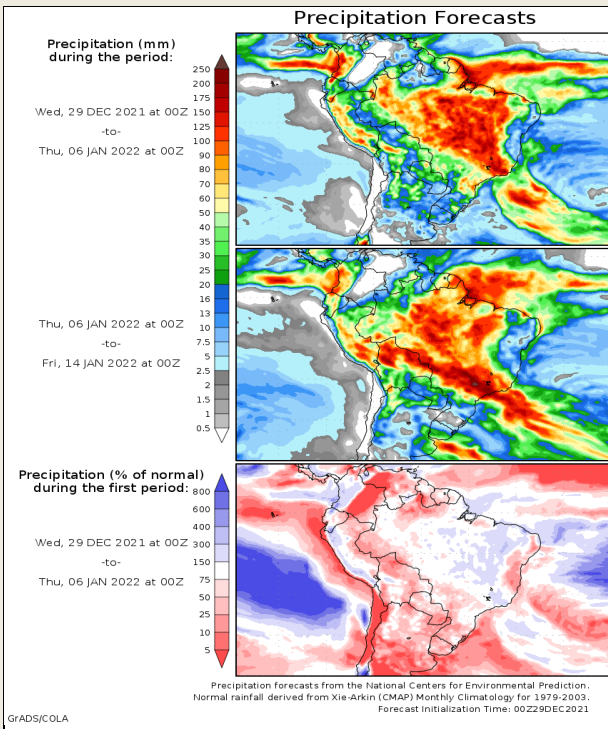 Precipitation Forecasts
Precipitation (mm)
during the period:
Wed, 29 DEC 2021 at 00Z
-to-
Thu, 06 JAN 2022 at 00Z
250
200
175
150
125
100
90
80
70
60
50
40
35
30
25
20
16
13
10
7.5
5
2.5
2
1.5
1
0.5
Thu, 06 JAN 2022 at 00Z
-to-
Fri, 14 JAN 2022 at 00Z
Precipitation (% of normal)
during the first period:
Wed, 29 DEC 2021 at 00Z
-to-
Thu, 06 JAN 2022 at 00Z
800
600
400
300
150
75
50
25
10
5
Precipitation forecasts from the National Centers for Environmental Prediction.
Normal rainfall derived from Xie-Arkin (CMAP) Monthly Climatology for 1979-2003.
Forecast Initialization Time: 00Z29DEC2021
GrADS/COLA